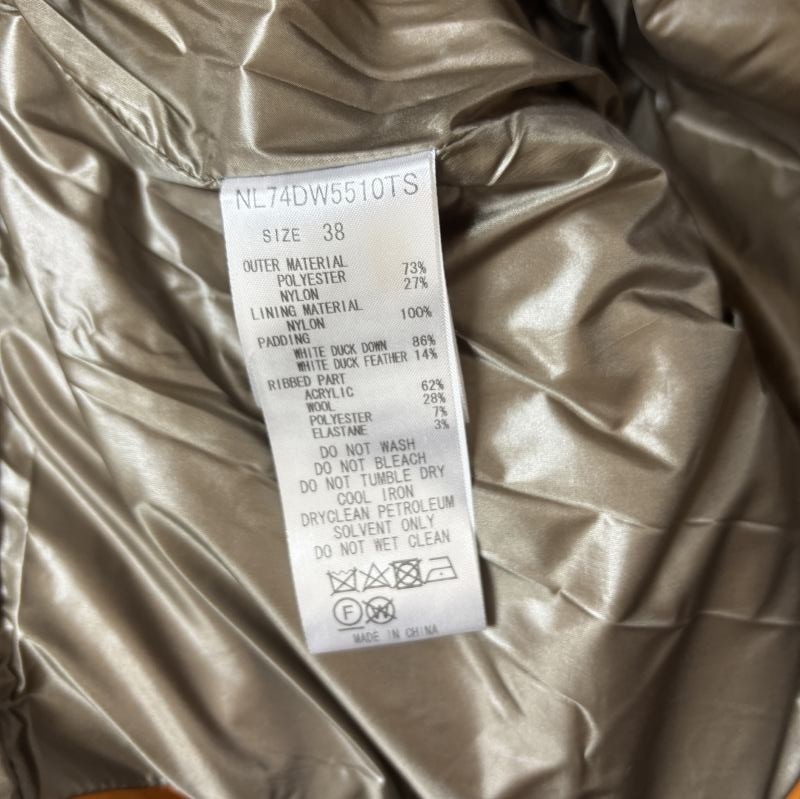 NL74DW5510TS
SIZE 38
OUTER MATERIAL
POLYESTER 73%
NYLON 27%
LINING MATERIAL
NYLON 100%
PADDING
WHITE DUCK DOWN 86%
WHITE DUCK FEATHER 14%
RIBBED PART
ACRYLIC 62%
WOOL 28%
POLYESTER 7%
ELASTANE 3%
DO NOT WASH
DO NOT BLEACH
DO NOT TUMBLE DRY
COOL IRON
DRYCLEAN PETROLEUM
SOLVENT ONLY
DO NOT WET CLEAN
F W
MADE IN CHINA